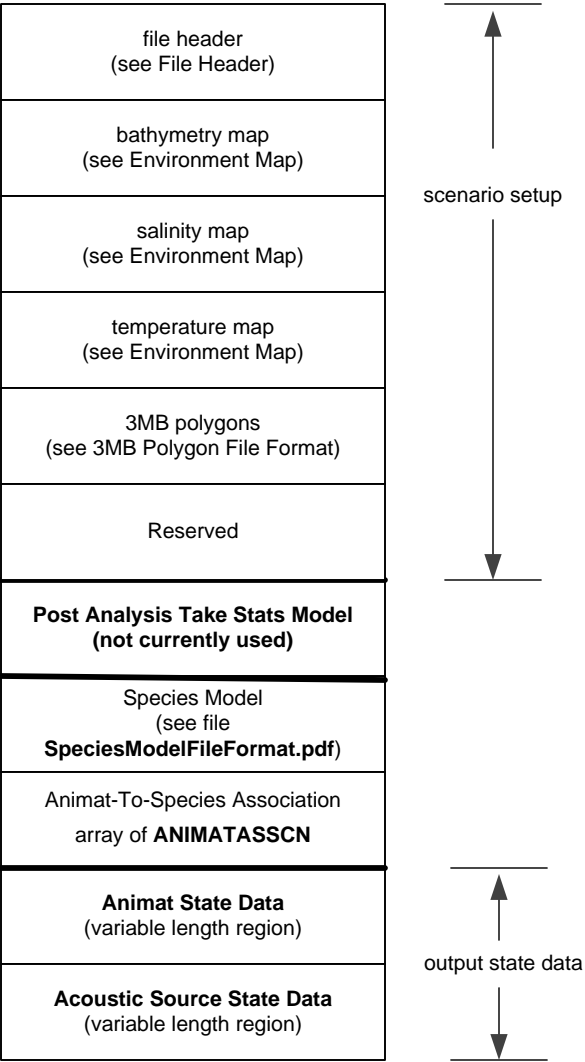 file header
(see File Header)
bathymetry map
(see Environment Map)
scenario setup
salinity map
(see Environment Map)
temperature map
(see Environment Map)
3MB polygons
(see 3MB Polygon File Format)
Reserved
Post Analysis Take Stats Model
(not currently used)
Species Model
(see file
SpeciesModelFileFormat.pdf)
Animat-To-Species Association
array of ANIMATASSCN
Animat State Data
(variable length region)
output state data
Acoustic Source State Data
(variable length region)